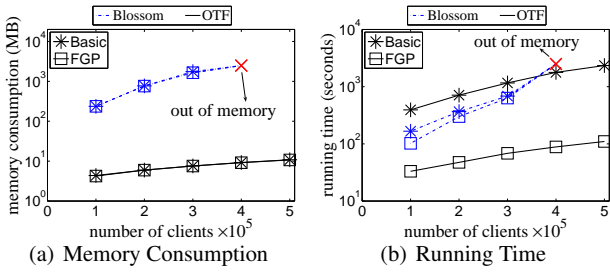 Blossom OTF
Basic
FGP
memory consumption (MB)
10^4
10^3
10^2
10^1
10^0
out of memory
0 1 2 3 4 5
number of clients ×10^5
(a) Memory Consumption
Blossom OTF
Basic
FGP
running time (seconds)
10^4
10^3
10^2
10^1
out of memory
0 1 2 3 4 5
number of clients ×10^5
(b) Running Time